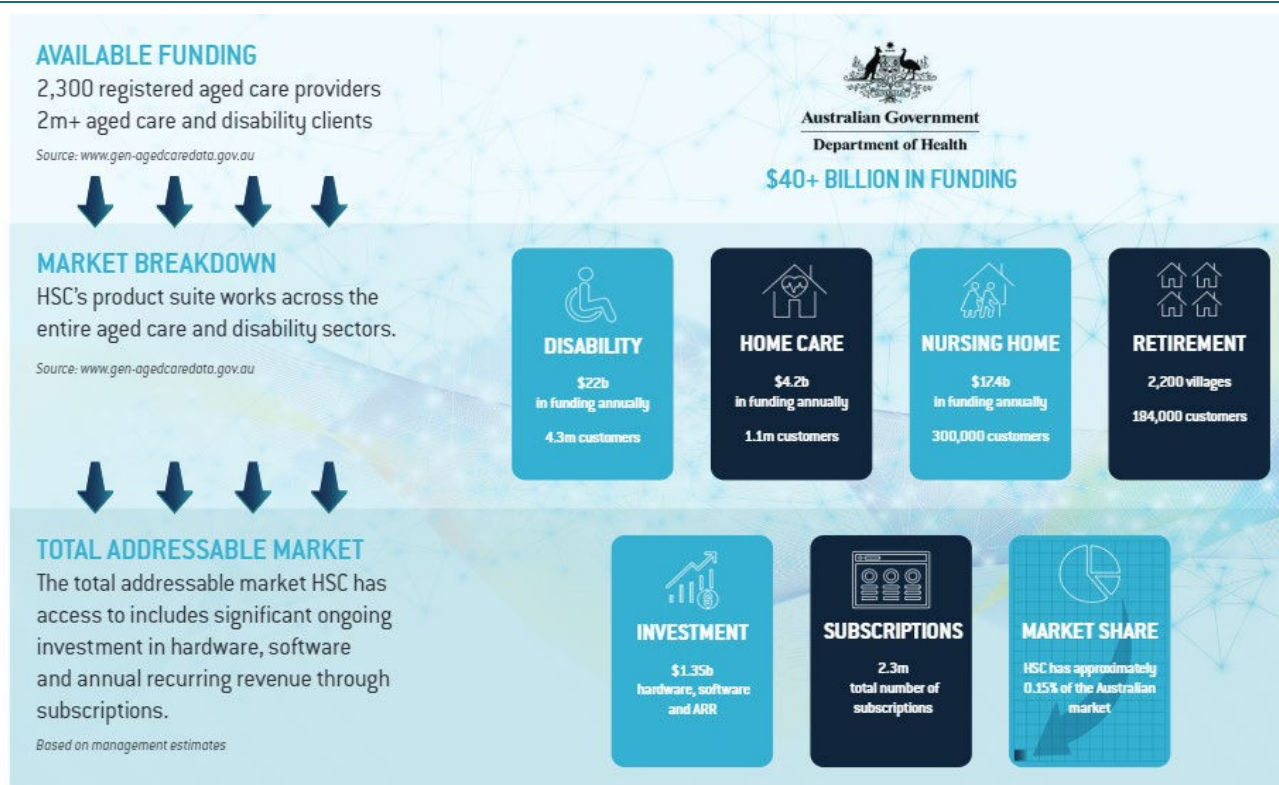 AVAILABLE FUNDING
2,300 registered aged care providers
2m+ aged care and disability clients
Source: www.gen-agedcaredata.gov.au
Australian Government
Department of Health
$40+ BILLION IN FUNDING
MARKET BREAKDOWN
HSC's product suite works across the
entire aged care and disability sectors.
Source: www.gen-agedcaredata.gov.au
DISABILITY
$22b
in funding annually
4.3m customers
HOME CARE
$4.2b
in funding annually
1.1m customers
NURSING HOME
$17.4b
in funding annually
300,000 customers
RETIREMENT
2,200 villages
184,000 customers
TOTAL ADDRESSABLE MARKET
The total addressable market HSC has
access to includes significant ongoing
investment in hardware, software
and annual recurring revenue through
subscriptions.
Based on management estimates
INVESTMENT
$1.35b
hardware, software
and ARR
SUBSCRIPTIONS
2.3m
total number of
subscriptions
MARKET SHARE
HSC has approximately
0.15% of the Australian
market